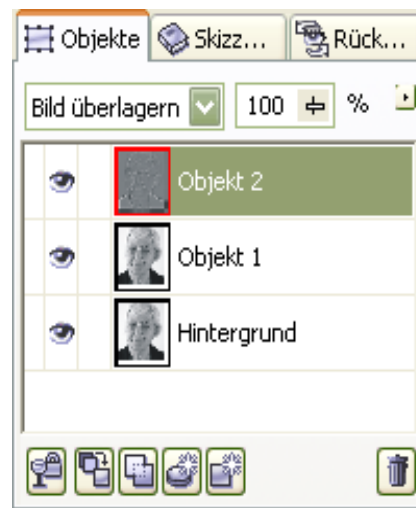 Objekte Skizz... Rück...
Bild überlagern 100 %
Objekt 2
Objekt 1
Hintergrund